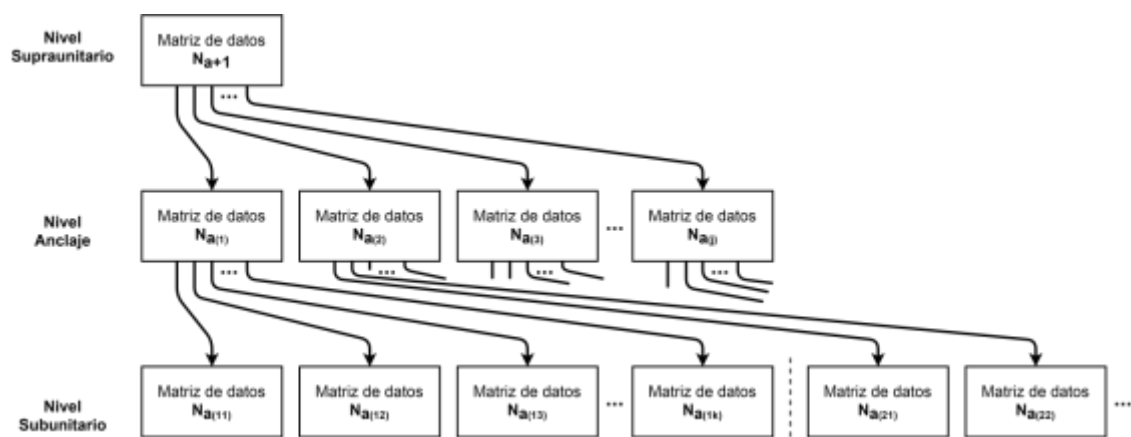 Nivel
Supraunitario
Matriz de datos
Na+1
...
Nivel
Anclaje
Matriz de datos
Na(1)
Matriz de datos
Na(2)
Matriz de datos
Na(3)
...
Matriz de datos
Na(j)
...
...
...
...
Nivel
Subunitario
Matriz de datos
Na(11)
Matriz de datos
Na(12)
Matriz de datos
Na(13)
...
Matriz de datos
Na(1k)
Matriz de datos
Na(21)
Matriz de datos
Na(22)
...